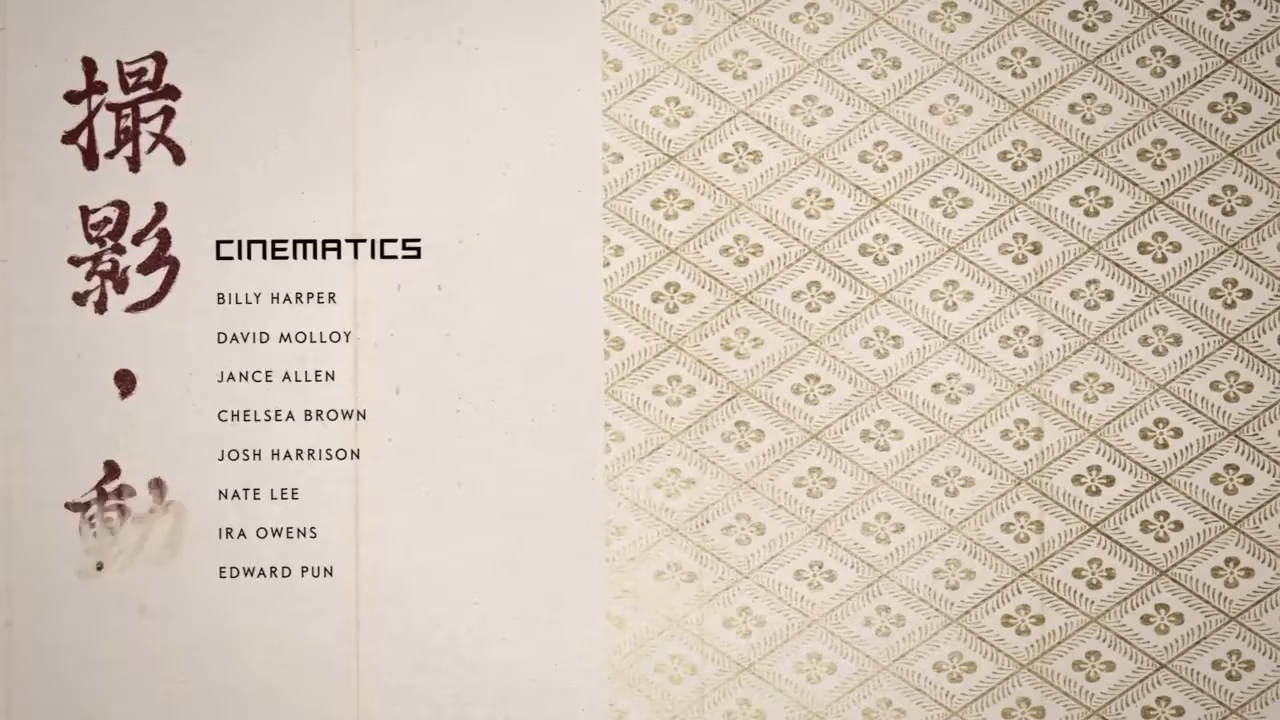 撮影・動
CINEMATICS
BILLY HARPER
DAVID MOLLOY
JANCE ALLEN
CHELSEA BROWN
JOSH HARRISON
NATE LEE
IRA OWENS
EDWARD PUN